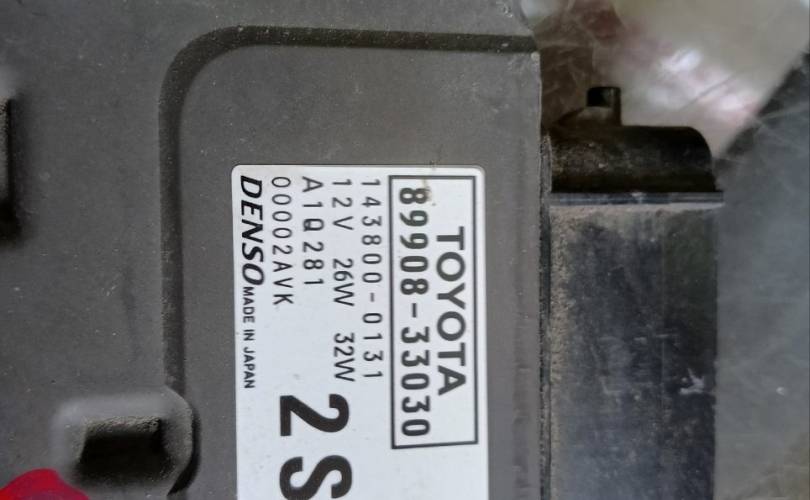 TOYOTA
89908-33030
143800-0131
12V 26W 32W
A1Q281
00002AVK
DENSO MADE IN JAPAN
2S